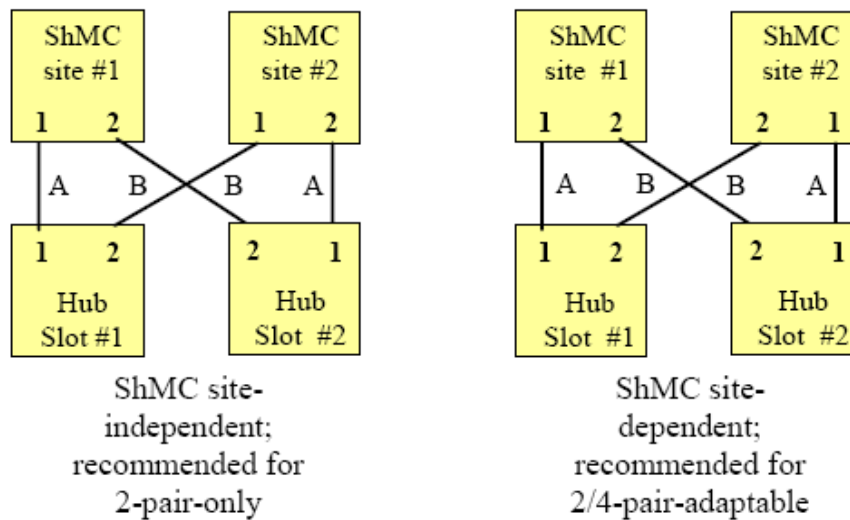 ShMC
site #1
1 2
ShMC
site #2
1 2
A B B A
1 2
Hub
Slot #1
2 1
Hub
Slot #2
ShMC site-
independent;
recommended for
2-pair-only
ShMC
site #1
1 2
ShMC
site #2
2 1
A B B A
1 2
Hub
Slot #1
2 1
Hub
Slot #2
ShMC site-
dependent;
recommended for
2/4-pair-adaptable